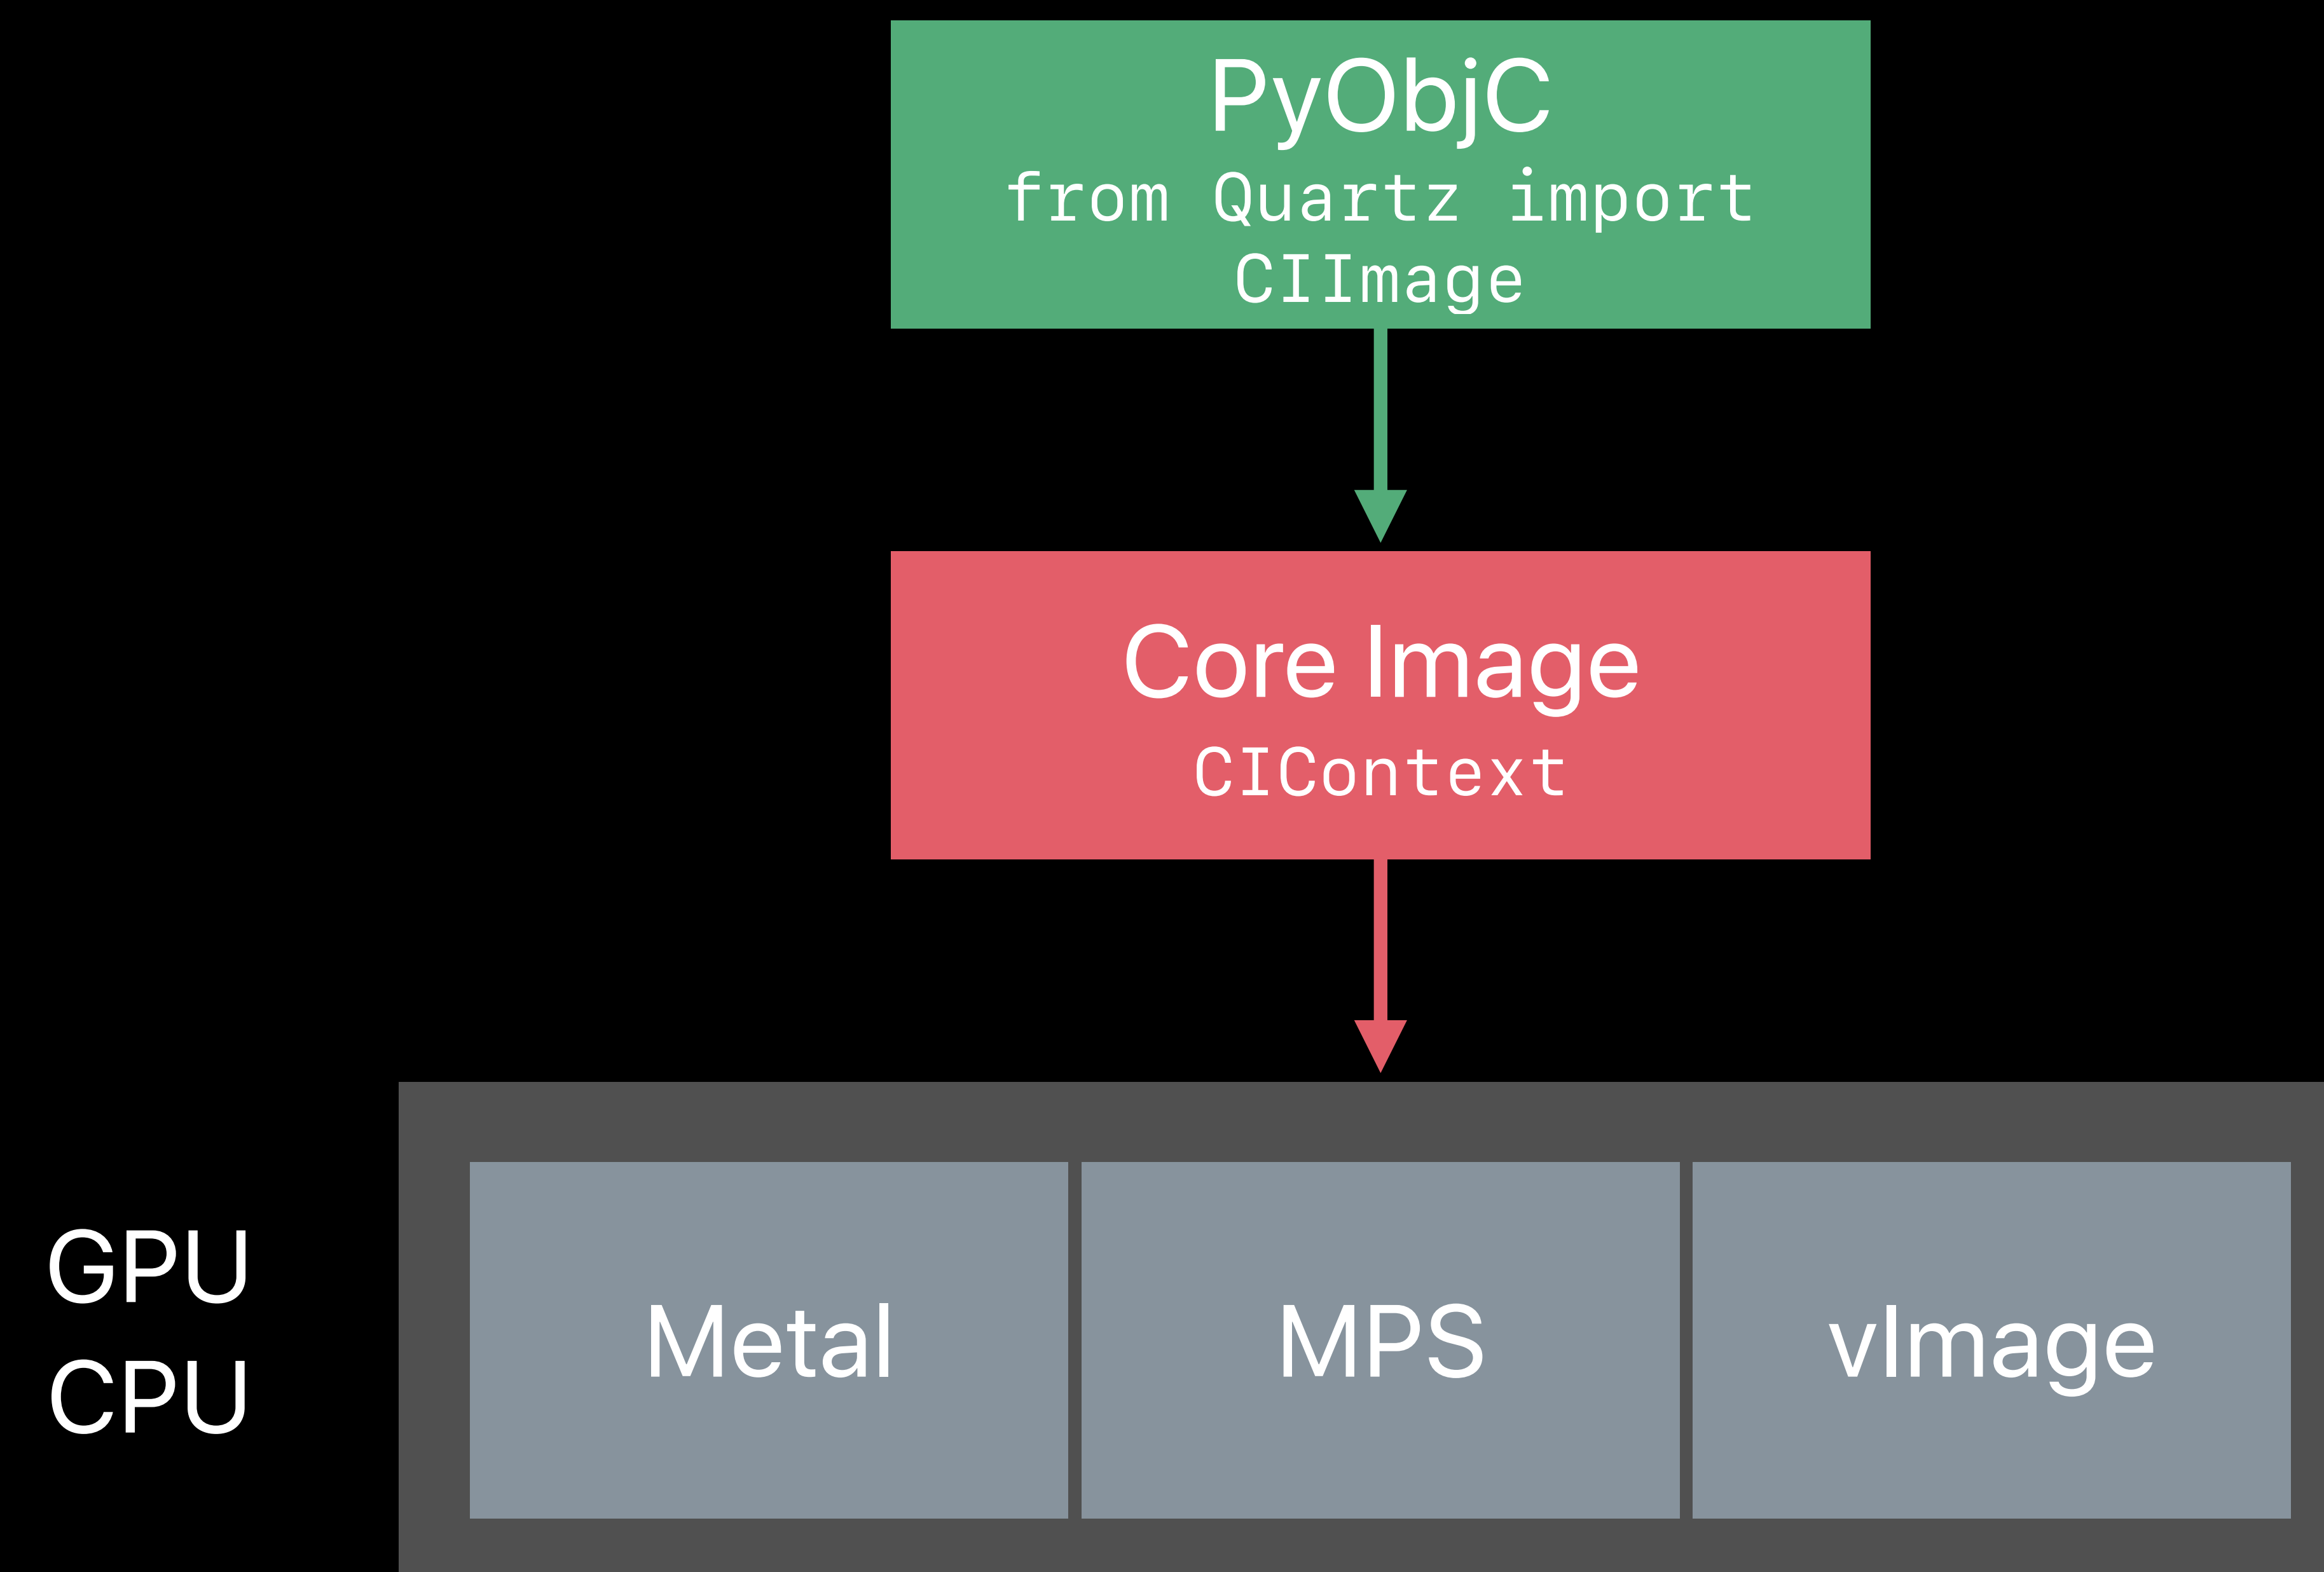 PyObjC
from Quartz import
CIImage
Core Image
CIContext
GPU
CPU
Metal
MPS
vImage